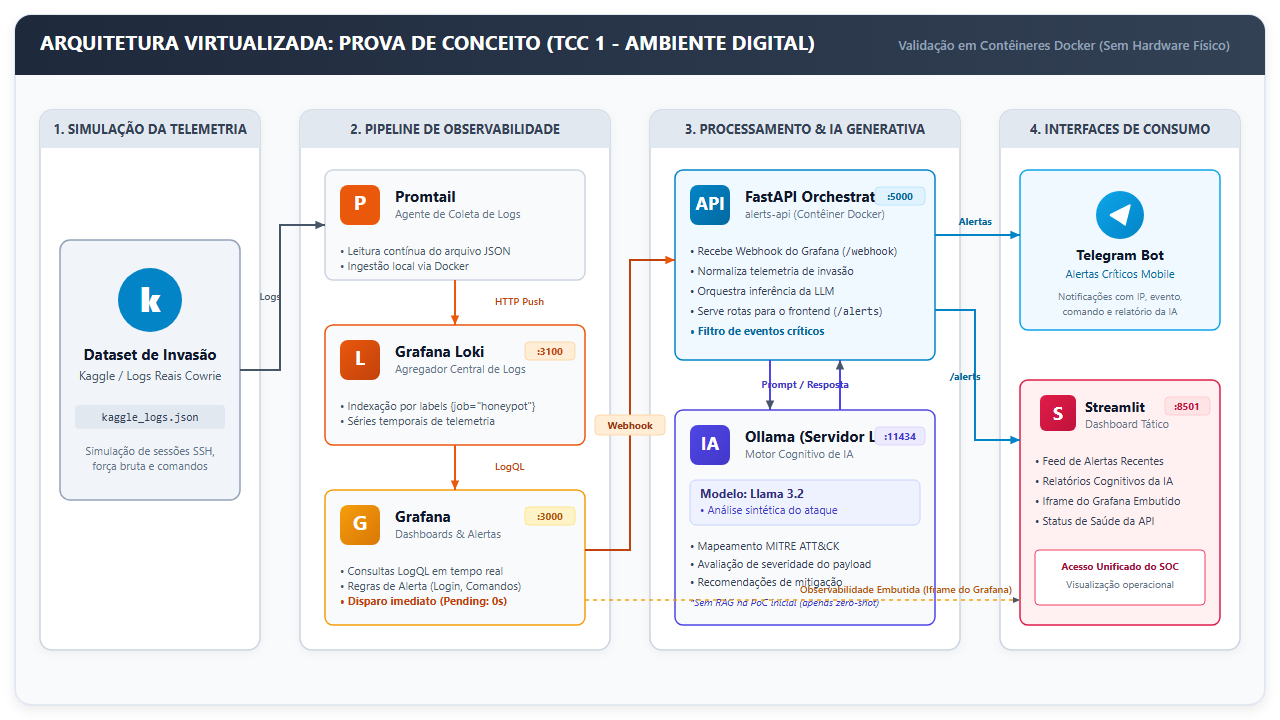 ARQUITETURA VIRTUALIZADA: PROVA DE CONCEITO (TCC 1 - AMBIENTE DIGITAL)
Validação em Contêineres Docker (Sem Hardware Físico)
1. SIMULAÇÃO DA TELEMETRIA
k
Dataset de Invasão
Kaggle / Logs Reais Cowrie
kaggle_logs.json
Simulação de sessões SSH,
força bruta e comandos
Logs
2. PIPELINE DE OBSERVABILIDADE
P
Promtail
Agente de Coleta de Logs
• Leitura contínua do arquivo JSON
• Ingestão local via Docker
HTTP Push
L
Grafana Loki
:3100
Agregador Central de Logs
• Indexação por labels {job="honeypot"}
• Séries temporais de telemetria
LogQL
G
Grafana
:3000
Dashboards & Alertas
• Consultas LogQL em tempo real
• Regras de Alerta (Login, Comandos)
• Disparo imediato (Pending: 0s)
Webhook
3. PROCESSAMENTO & IA GENERATIVA
API
FastAPI Orchestrat
:5000
alerts-api (Contêiner Docker)
• Recebe Webhook do Grafana (/webhook)
• Normaliza telemetria de invasão
• Orquestra inferência da LLM
• Serve rotas para o frontend (/alerts)
• Filtro de eventos críticos
Prompt / Resposta
IA
Ollama (Servidor L
:11434
Motor Cognitivo de IA
Modelo: Llama 3.2
• Análise sintética do ataque
• Mapeamento MITRE ATT&CK
• Avaliação de severidade do payload
• Recomendações de mitigação
*Sem RAG na PoC inicial (apenas zero-shot)
Observabilidade Embutida (Iframe do Grafana)
Alertas
/alerts
4. INTERFACES DE CONSUMO
Telegram Bot
Alertas Críticos Mobile
Notificações com IP, evento,
comando e relatório da IA
S
Streamlit
:8501
Dashboard Tático
• Feed de Alertas Recentes
• Relatórios Cognitivos da IA
• Iframe do Grafana Embutido
• Status de Saúde da API
Acesso Unificado do SOC
Visualização operacional